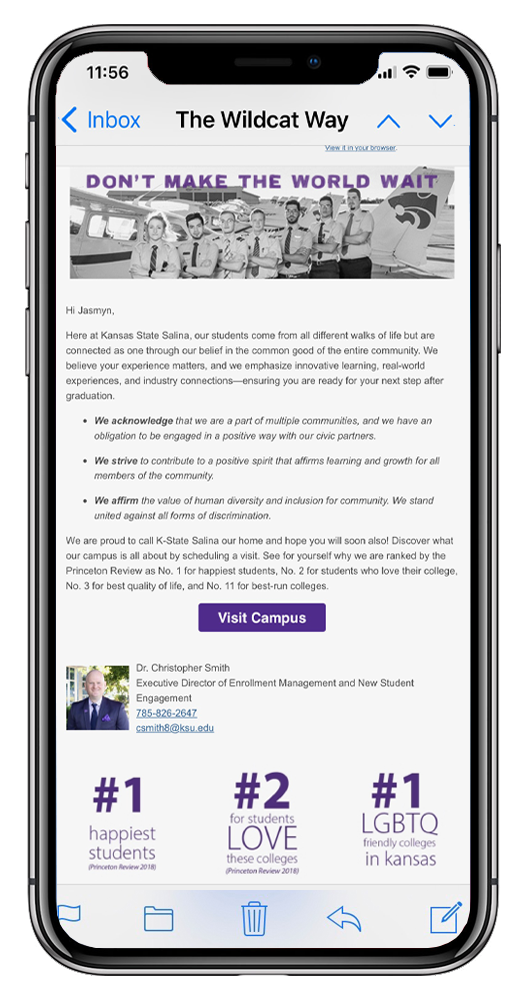 11:56
Inbox
The Wildcat Way
View it in your browser.
DON'T MAKE THE WORLD WAIT
Hi Jasmyn,
Here at Kansas State Salina, our students come from all different walks of life but are
connected as one through our belief in the common good of the entire community. We
believe your experience matters, and we emphasize innovative learning, real-world
experiences, and industry connections—ensuring you are ready for your next step after
graduation.
• We acknowledge that we are a part of multiple communities, and we have an
obligation to be engaged in a positive way with our civic partners.
• We strive to contribute to a positive spirit that affirms learning and growth for all
members of the community.
• We affirm the value of human diversity and inclusion for community. We stand
united against all forms of discrimination.
We are proud to call K-State Salina our home and hope you will soon also! Discover what
our campus is all about by scheduling a visit. See for yourself why we are ranked by the
Princeton Review as No. 1 for happiest students, No. 2 for students who love their college,
No. 3 for best quality of life, and No. 11 for best-run colleges.
Visit Campus
Dr. Christopher Smith
Executive Director of Enrollment Management and New Student
Engagement
785-826-2647
csmith8@ksu.edu
#1
happiest
students
(Princeton Review 2018)
#2
for students
LOVE
these colleges
(Princeton Review 2018)
#1
LGBTQ
friendly colleges
in kansas